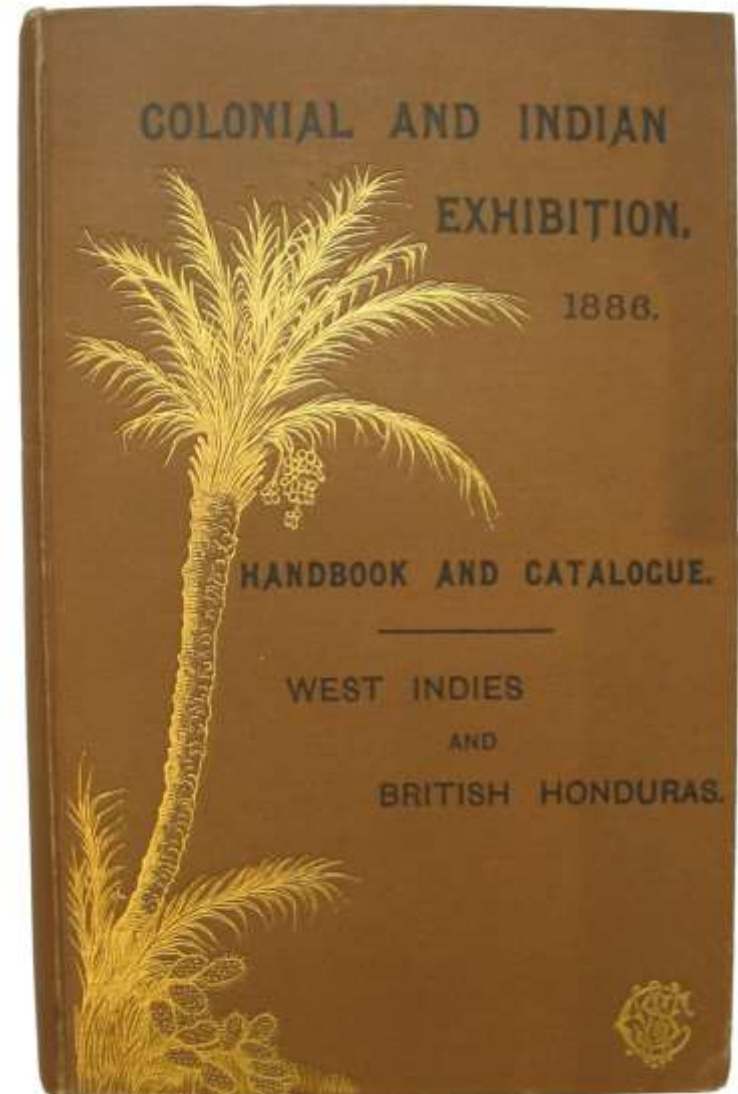 COLONIAL AND INDIAN
EXHIBITION.
1886.
HANDBOOK AND CATALOGUE.
WEST INDIES
AND
BRITISH HONDURAS.